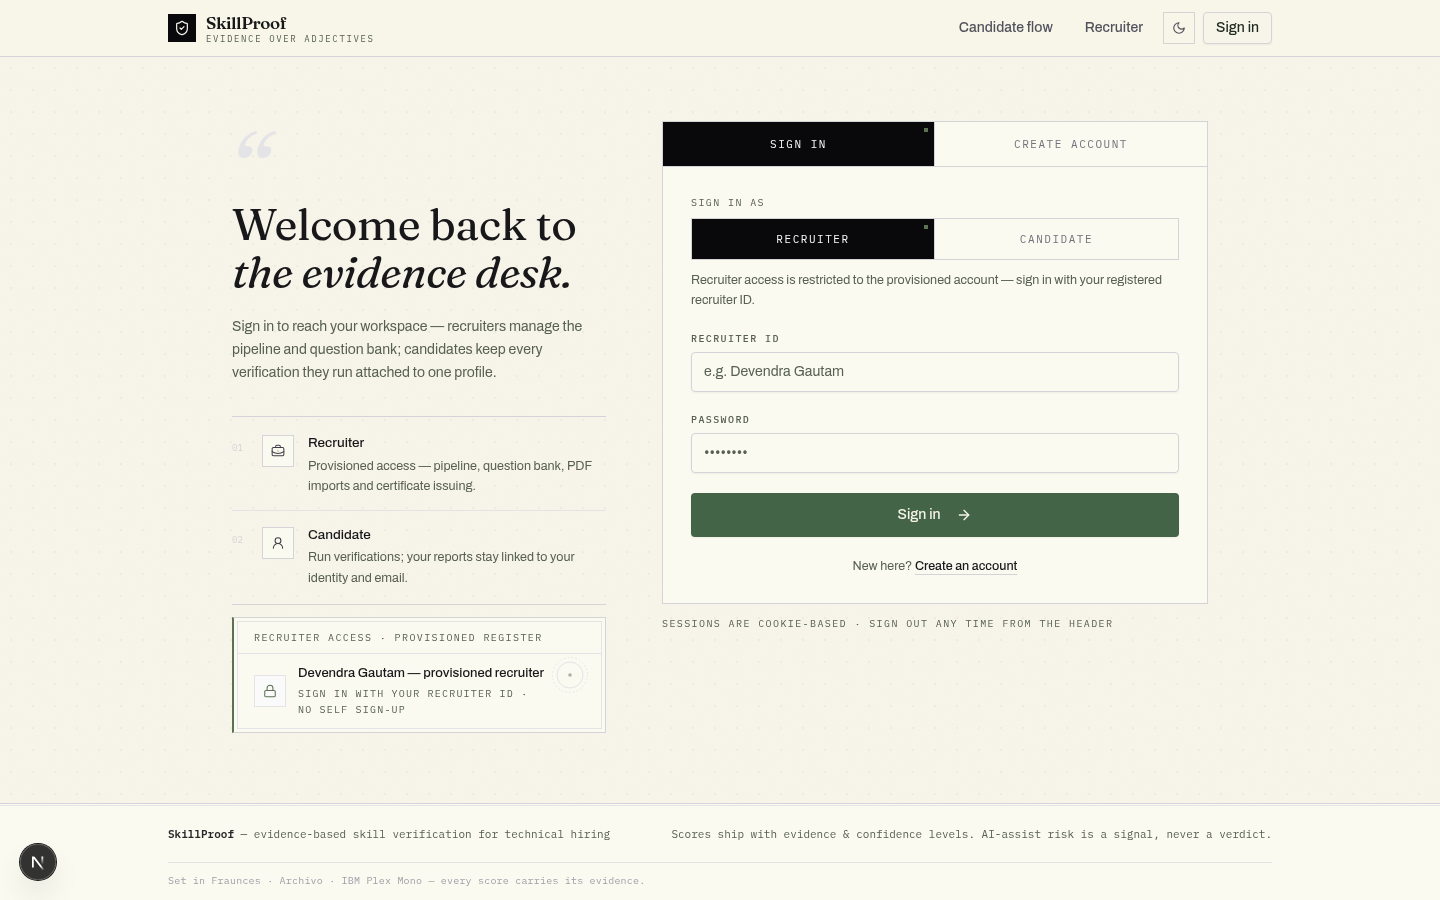 SkillProof
EVIDENCE OVER ADJECTIVES
Candidate flow
Recruiter
Sign in
“
Welcome back to
the evidence desk.
Sign in to reach your workspace — recruiters manage the
pipeline and question bank; candidates keep every
verification they run attached to one profile.
01
Recruiter
Provisioned access — pipeline, question bank, PDF
imports and certificate issuing.
02
Candidate
Run verifications; your reports stay linked to your
identity and email.
RECRUITER ACCESS · PROVISIONED REGISTER
Devendra Gautam — provisioned recruiter
SIGN IN WITH YOUR RECRUITER ID ·
NO SELF SIGN-UP
SIGN IN
CREATE ACCOUNT
SIGN IN AS
RECRUITER
CANDIDATE
Recruiter access is restricted to the provisioned account — sign in with your registered
recruiter ID.
RECRUITER ID
e.g. Devendra Gautam
PASSWORD
••••••••
Sign in →
New here? Create an account
SESSIONS ARE COOKIE-BASED · SIGN OUT ANY TIME FROM THE HEADER
SkillProof — evidence-based skill verification for technical hiring
Scores ship with evidence & confidence levels. AI-assist risk is a signal, never a verdict.
Set in Fraunces · Archivo · IBM Plex Mono — every score carries its evidence.
N